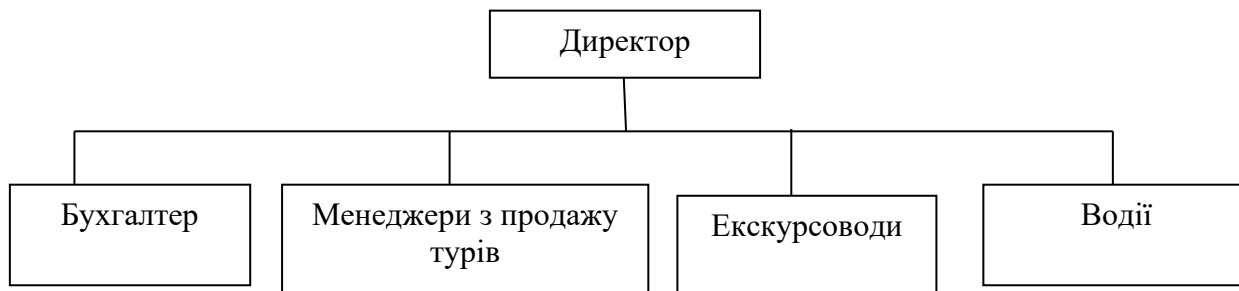 Директор
Бухгалтер
Менеджери з продажу
турів
Екскурсоводи
Водії